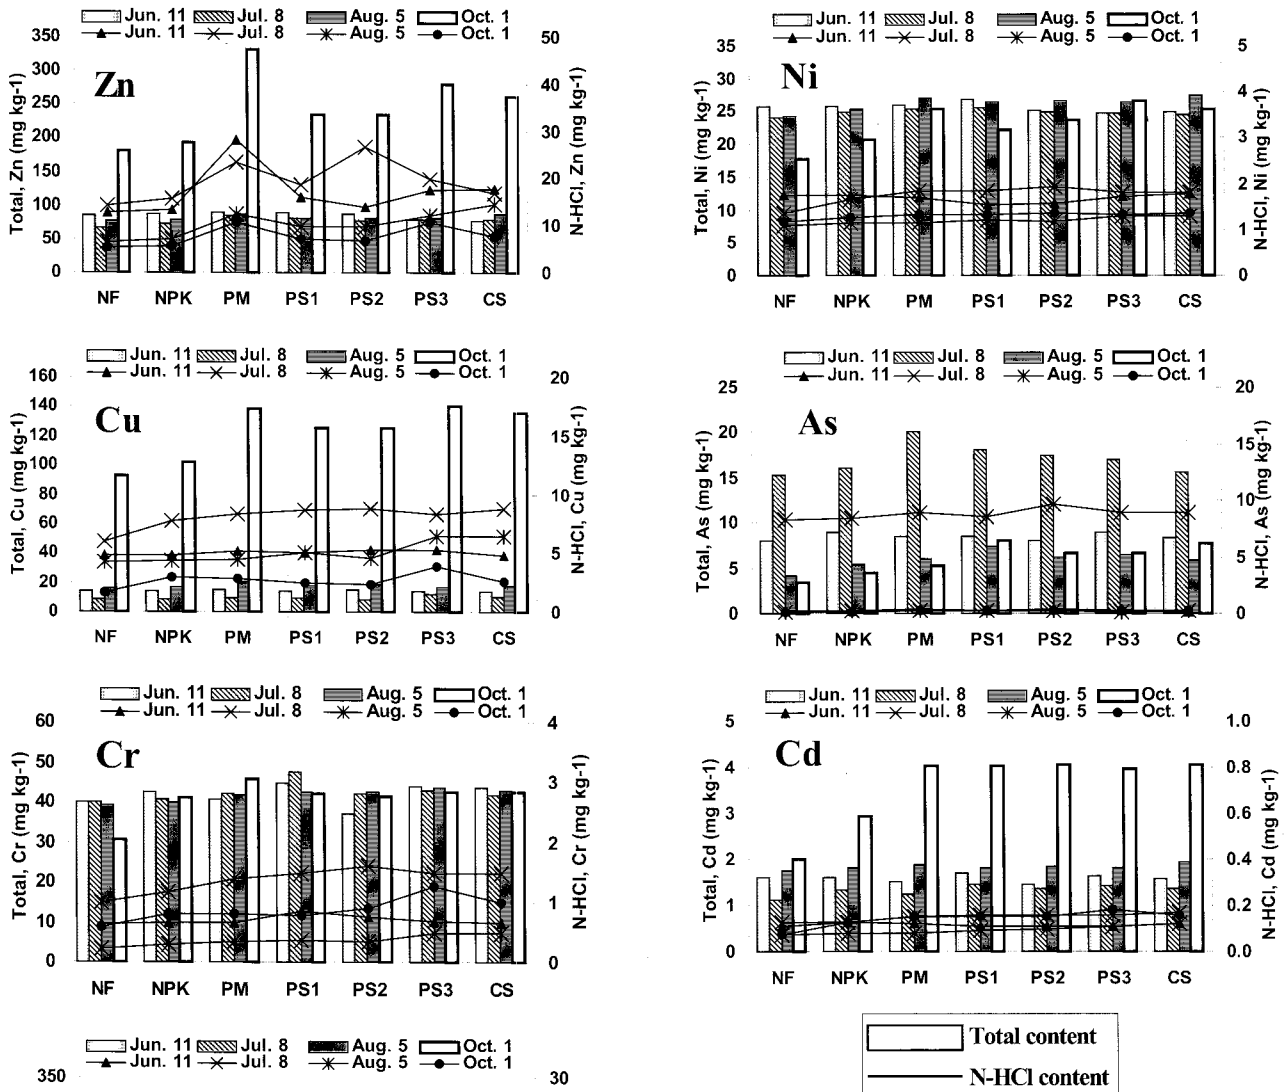 Jun. 11 Jul. 8 Aug. 5 Oct. 1
Jun. 11 Jul. 8 Aug. 5 Oct. 1
Zn
Total, Zn (mg kg-1)
350
300
250
200
150
100
50
0
N-HCl, Zn (mg kg-1)
50
40
30
20
10
0
NF NPK PM PS1 PS2 PS3 CS
Jun. 11 Jul. 8 Aug. 5 Oct. 1
Jun. 11 Jul. 8 Aug. 5 Oct. 1
Ni
Total, Ni (mg kg-1)
35
30
25
20
15
10
5
0
N-HCl, Ni (mg kg-1)
5
4
3
2
1
0
NF NPK PM PS1 PS2 PS3 CS
Jun. 11 Jul. 8 Aug. 5 Oct. 1
Jun. 11 Jul. 8 Aug. 5 Oct. 1
Cu
Total, Cu (mg kg-1)
160
140
120
100
80
60
40
20
0
N-HCl, Cu (mg kg-1)
20
15
10
5
0
NF NPK PM PS1 PS2 PS3 CS
Jun. 11 Jul. 8 Aug. 5 Oct. 1
Jun. 11 Jul. 8 Aug. 5 Oct. 1
As
Total, As (mg kg-1)
25
20
15
10
5
0
N-HCl, As (mg kg-1)
20
15
10
5
0
NF NPK PM PS1 PS2 PS3 CS
Jun. 11 Jul. 8 Aug. 5 Oct. 1
Jun. 11 Jul. 8 Aug. 5 Oct. 1
Cr
Total, Cr (mg kg-1)
60
50
40
30
20
10
0
N-HCl, Cr (mg kg-1)
4
3
2
1
0
NF NPK PM PS1 PS2 PS3 CS
Jun. 11 Jul. 8 Aug. 5 Oct. 1
Jun. 11 Jul. 8 Aug. 5 Oct. 1
Cd
Total, Cd (mg kg-1)
5
4
3
2
1
0
N-HCl, Cd (mg kg-1)
1.0
0.8
0.6
0.4
0.2
0.0
NF NPK PM PS1 PS2 PS3 CS
Jun. 11 Jul. 8 Aug. 5 Oct. 1
Jun. 11 Jul. 8 Aug. 5 Oct. 1
350
30
Total content
N-HCl content